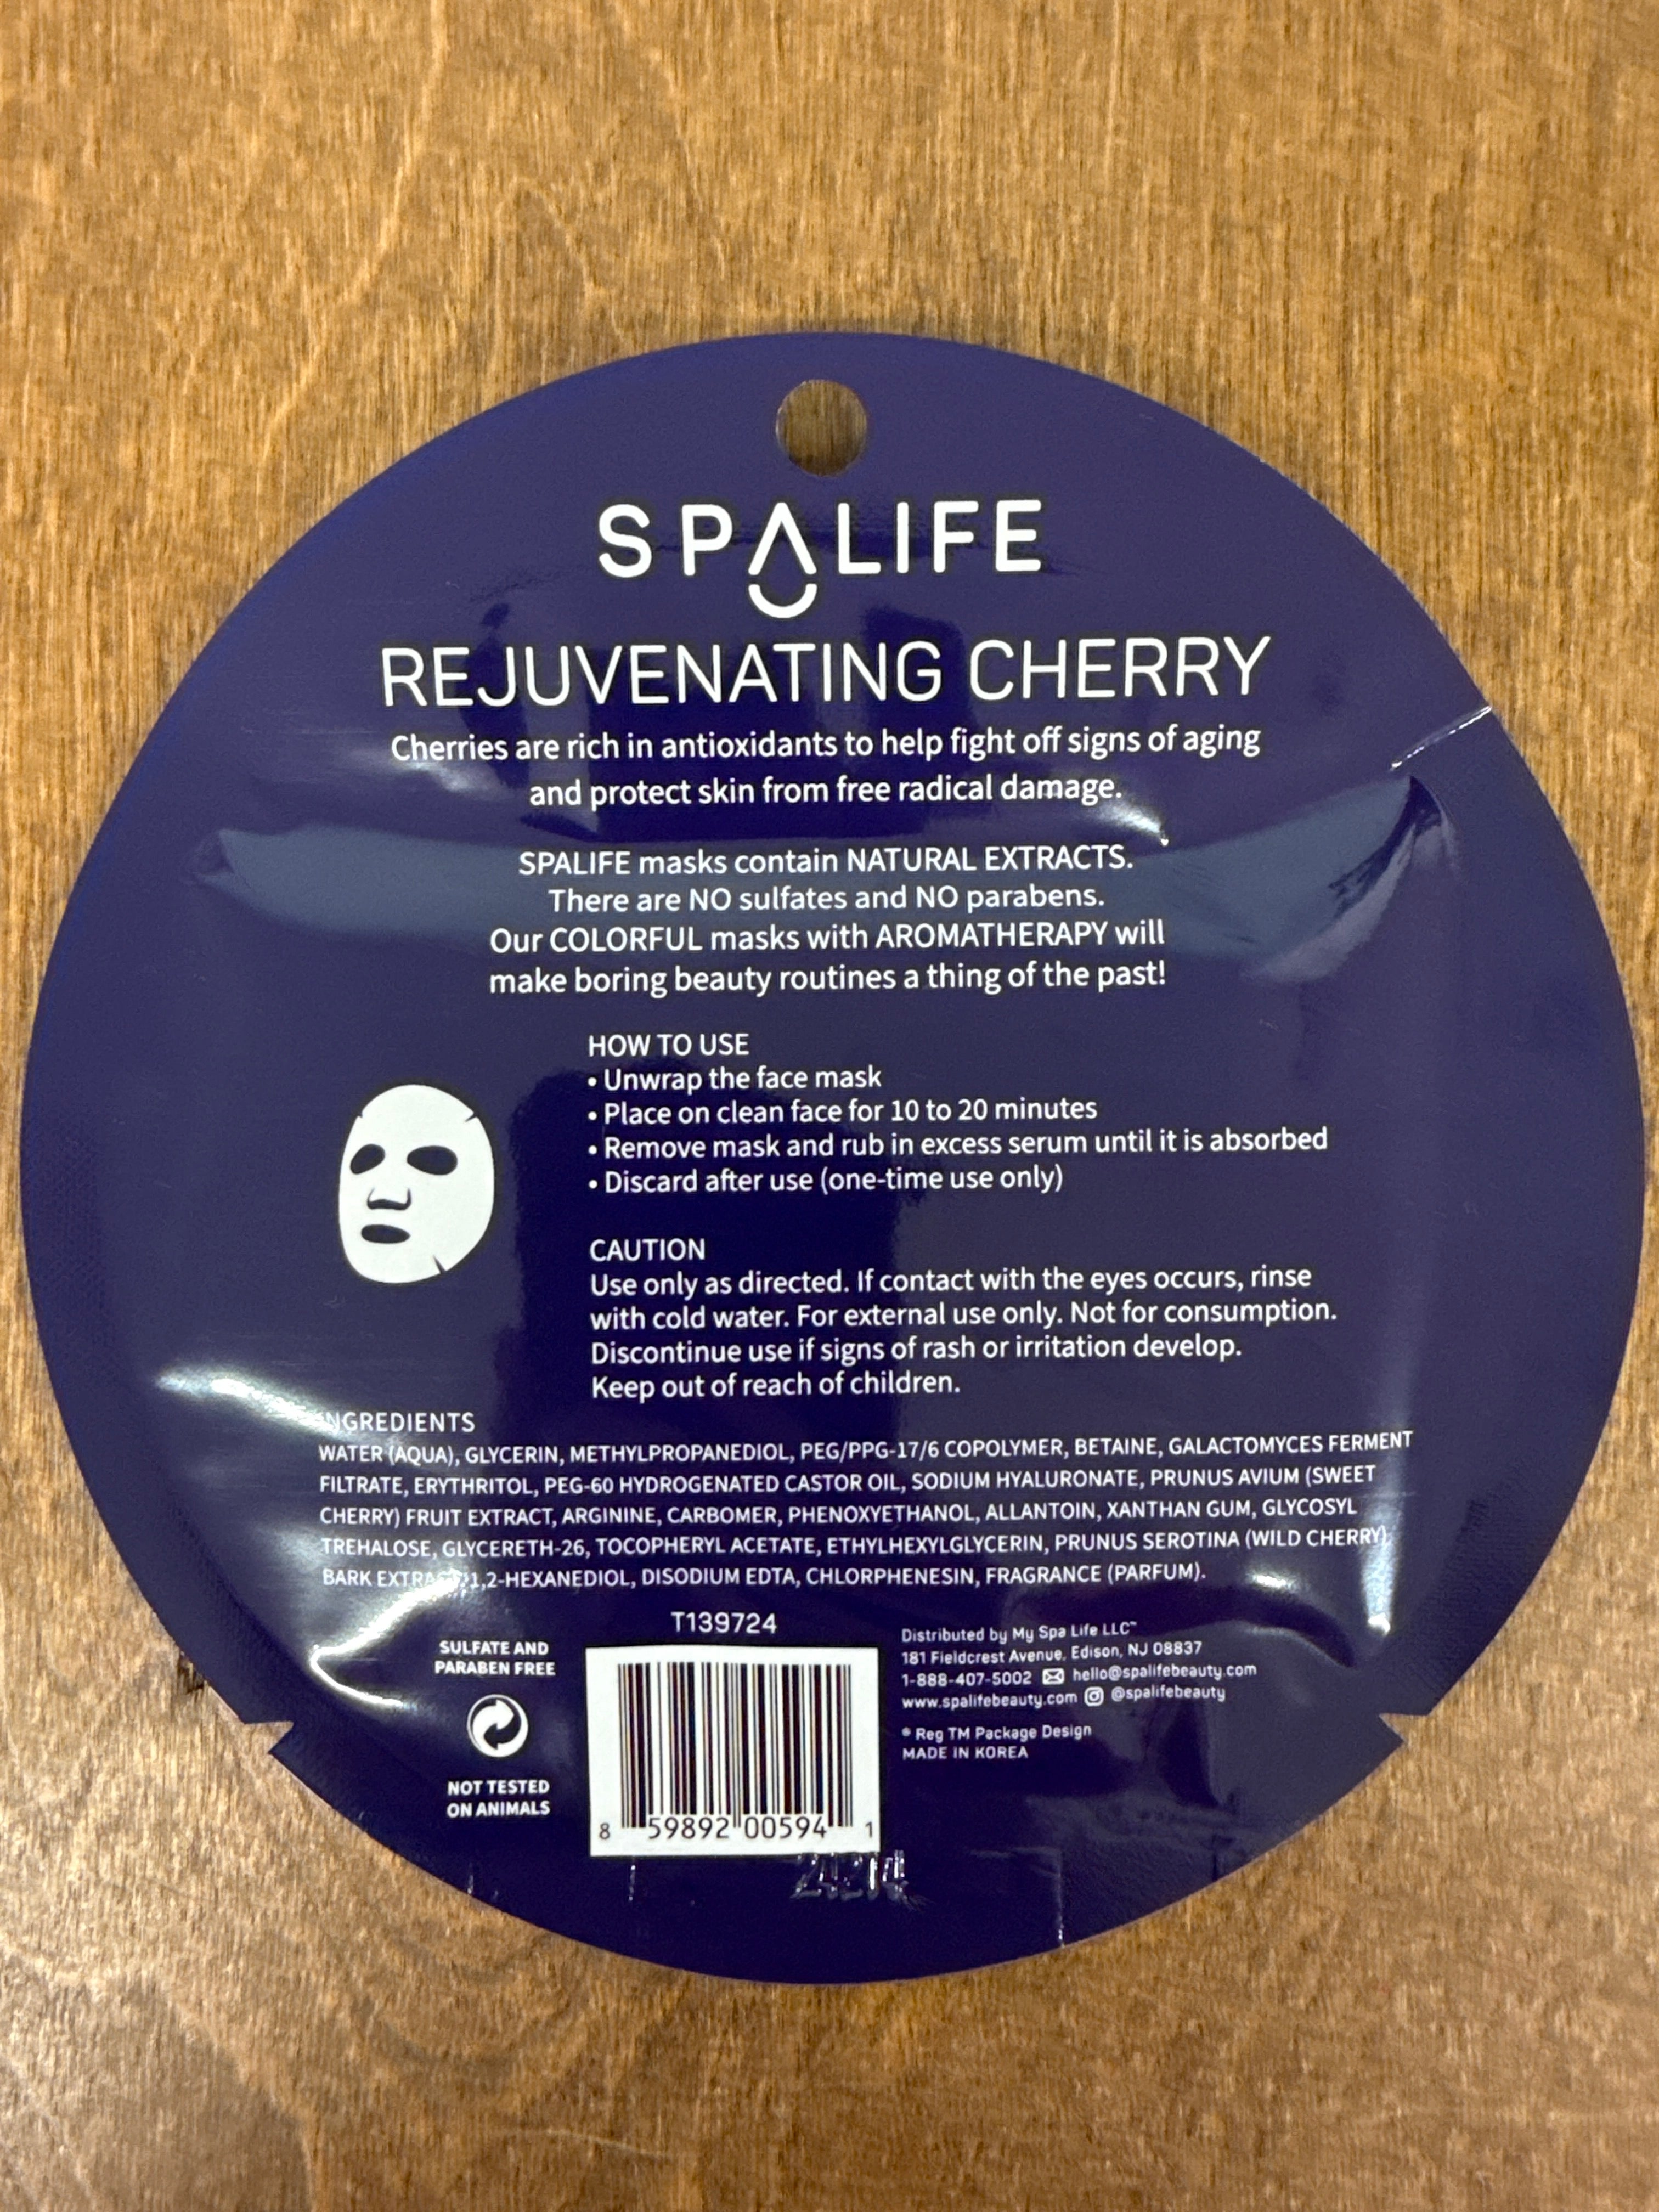 SPALIFE
REJUVENATING CHERRY
Cherries are rich in antioxidants to help fight off signs of aging
and protect skin from free radical damage.
SPALIFE masks contain NATURAL EXTRACTS.
There are NO sulfates and NO parabens.
Our COLORFUL masks with AROMATHERAPY will
make boring beauty routines a thing of the past!
HOW TO USE
• Unwrap the face mask
• Place on clean face for 10 to 20 minutes
• Remove mask and rub in excess serum until it is absorbed
• Discard after use (one-time use only)
CAUTION
Use only as directed. If contact with the eyes occurs, rinse
with cold water. For external use only. Not for consumption.
Discontinue use if signs of rash or irritation develop.
Keep out of reach of children.
INGREDIENTS
WATER (AQUA), GLYCERIN, METHYLPROPANEDIOL, PEG/PPG-17/6 COPOLYMER, BETAINE, GALACTOMYCES FERMENT
FILTRATE, ERYTHRITOL, PEG-60 HYDROGENATED CASTOR OIL, SODIUM HYALURONATE, PRUNUS AVIUM (SWEET
CHERRY) FRUIT EXTRACT, ARGININE, CARBOMER, PHENOXYETHANOL, ALLANTOIN, XANTHAN GUM, GLYCOSYL
TREHALOSE, GLYCERETH-26, TOCOPHERYL ACETATE, ETHYLHEXYLGLYCERIN, PRUNUS SEROTINA (WILD CHERRY)
BARK EXTRACT, 1,2-HEXANEDIOL, DISODIUM EDTA, CHLORPHENESIN, FRAGRANCE (PARFUM).
SULFATE AND
PARABEN FREE
NOT TESTED
ON ANIMALS
T139724
8 59892 00594 1
Distributed by My Spa Life LLC™
181 Fieldcrest Avenue, Edison, NJ 08837
1-888-407-5002 hello@spalifebeauty.com
www.spalifebeauty.com @spalifebeauty
® Reg TM Package Design
MADE IN KOREA